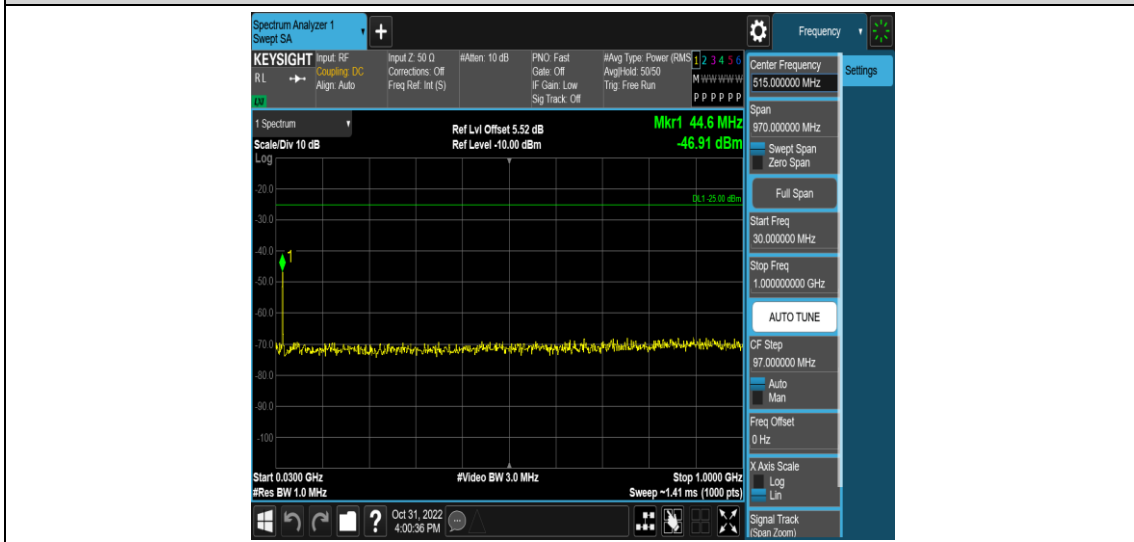 Spectrum Analyzer 1
Swept SA
+
Frequency
KEYSIGHT
RL
LXI
Input: RF
Coupling: DC
Align: Auto
Input Z: 50 Ω
Corrections: Off
Freq Ref: Int (S)
#Atten: 10 dB
PNO: Fast
Gate: Off
IF Gain: Low
Sig Track: Off
#Avg Type: Power (RMS
Avg|Hold: 50/50
Trig: Free Run
1 2 3 4 5 6
M W W W W W
P P P P P P
1 Spectrum
Scale/Div 10 dB
Ref Lvl Offset 5.52 dB
Ref Level -10.00 dBm
Mkr1 44.6 MHz
-46.91 dBm
Log
-20.0
DL1 -25.00 dBm
-30.0
-40.0
1
-50.0
-60.0
-70.0
-80.0
-90.0
-100
Start 0.0300 GHz
#Res BW 1.0 MHz
#Video BW 3.0 MHz
Stop 1.0000 GHz
Sweep ~1.41 ms (1000 pts)
Center Frequency
515.000000 MHz
Settings
Span
970.000000 MHz
Swept Span
Zero Span
Full Span
Start Freq
30.000000 MHz
Stop Freq
1.000000000 GHz
AUTO TUNE
CF Step
97.000000 MHz
Auto
Man
Freq Offset
0 Hz
X Axis Scale
Log
Lin
Signal Track
(Span Zoom)
?
Oct 31, 2022
4:00:36 PM